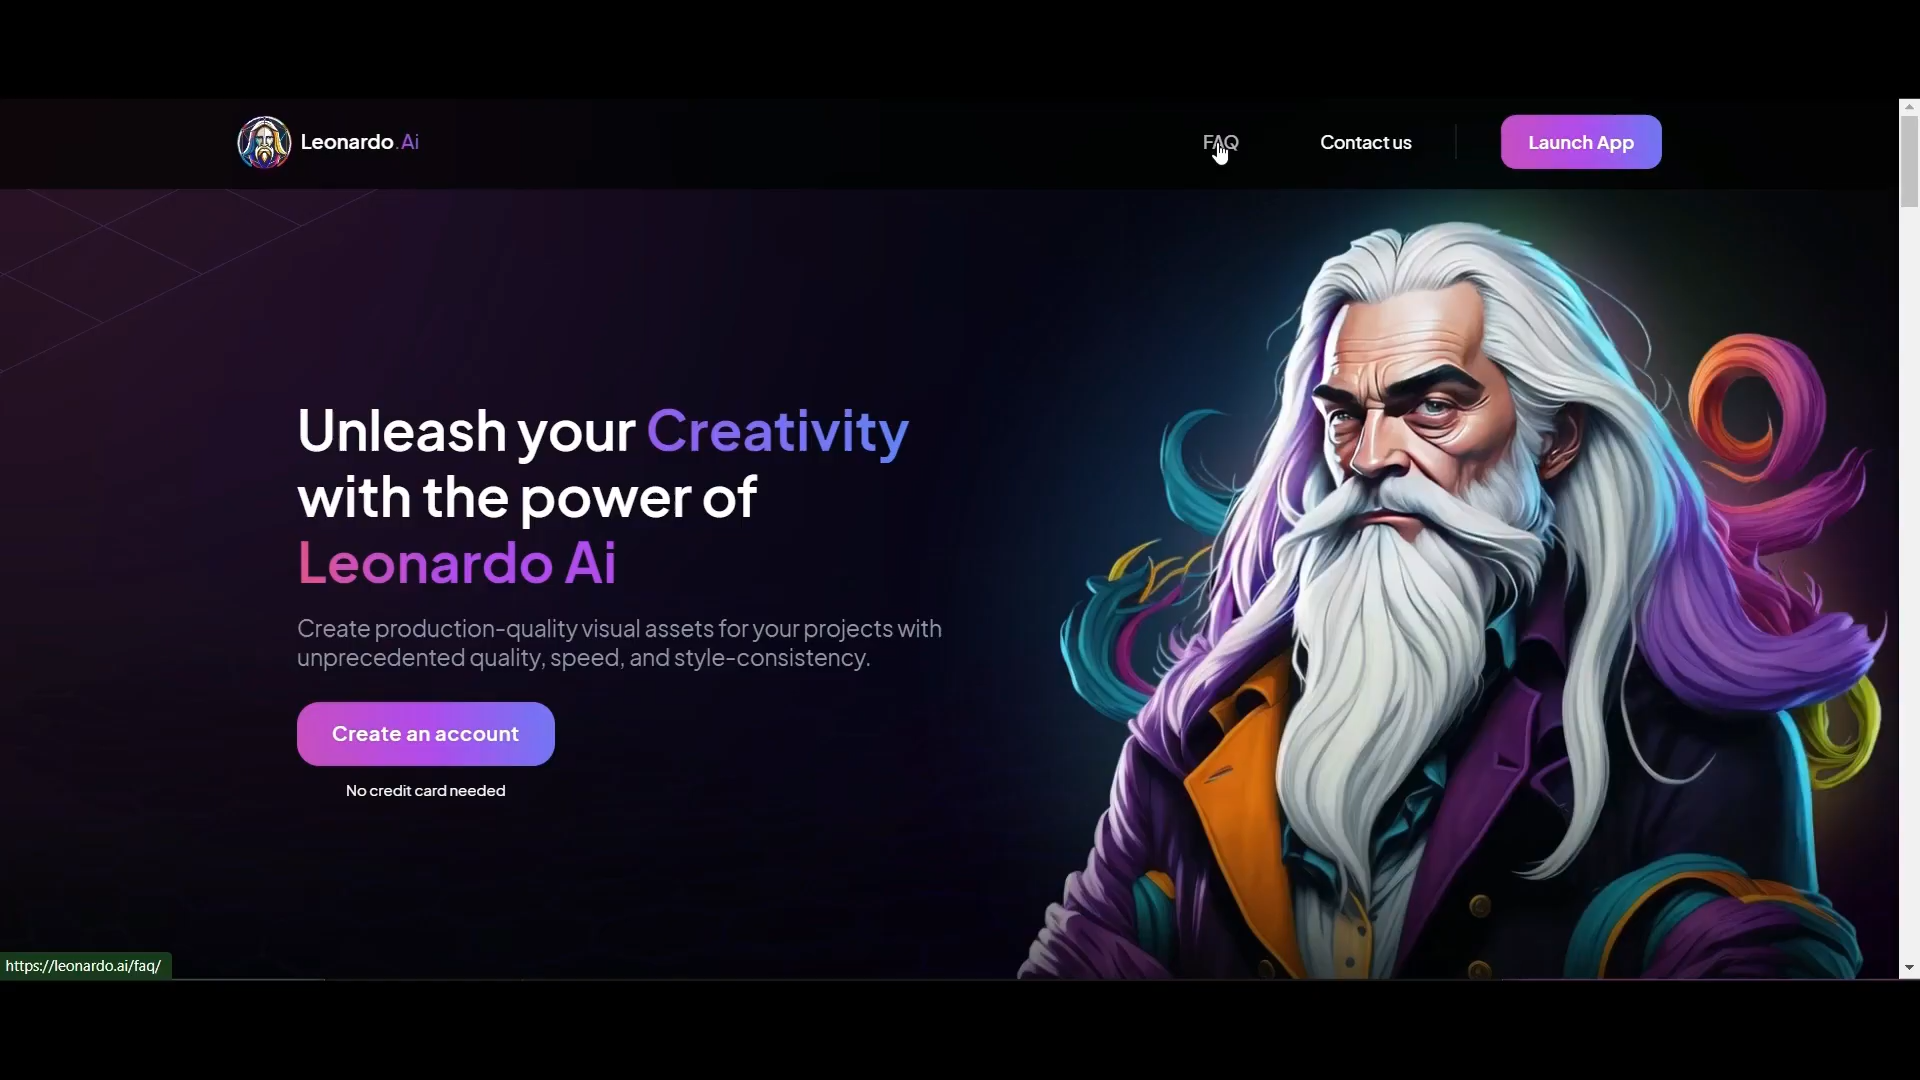 Leonardo.Ai
FAQ
Contact us
Launch App
Unleash your Creativity
with the power of
Leonardo Ai
Create production-quality visual assets for your projects with
unprecedented quality, speed, and style-consistency.
Create an account
No credit card needed
https://leonardo.ai/faq/